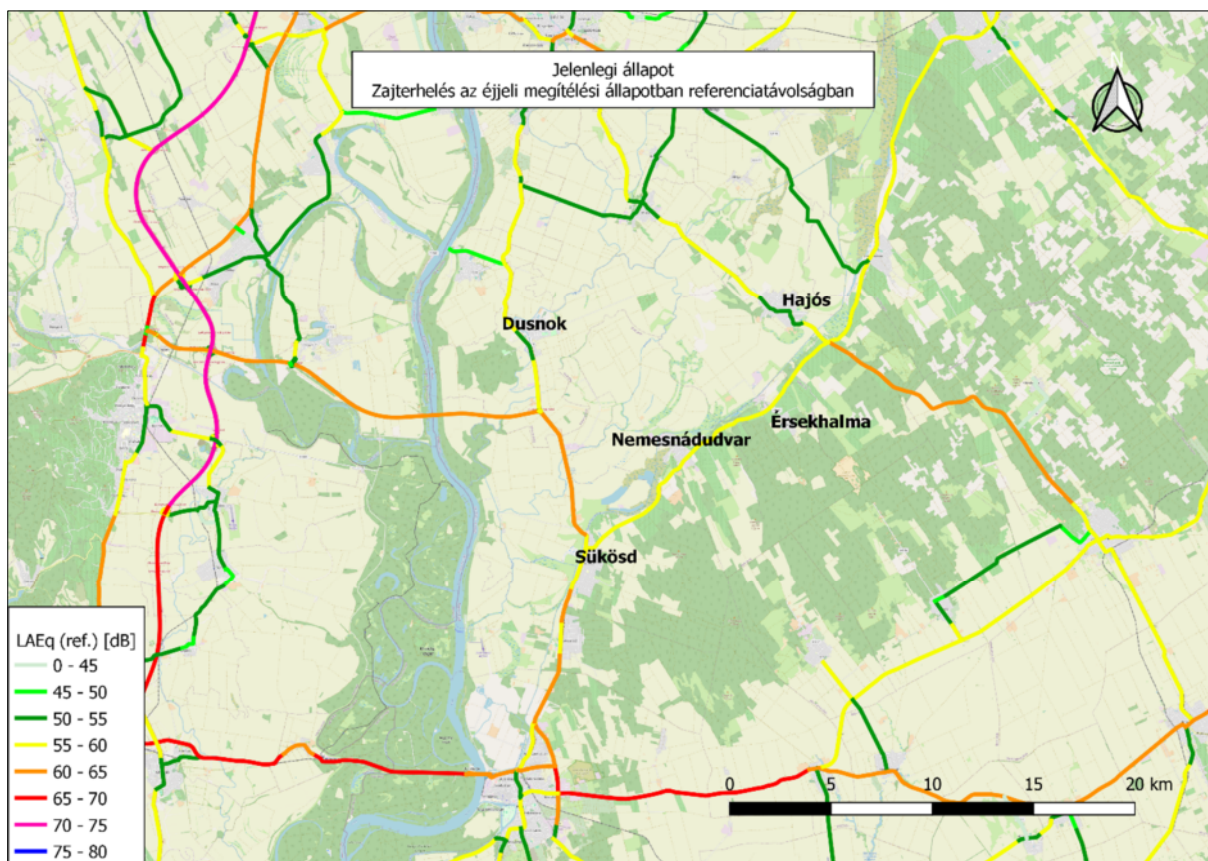 Jelenlegi állapot
Zajterhelés az éjjeli megítélési állapotban referenciatávolságban
Hajós
Dusnok
Érsekhalma
Nemesnádudvar
Sükösd
LAEq (ref.) [dB]
0 - 45
45 - 50
50 - 55
55 - 60
60 - 65
65 - 70
70 - 75
75 - 80
0 5 10 15 20 km